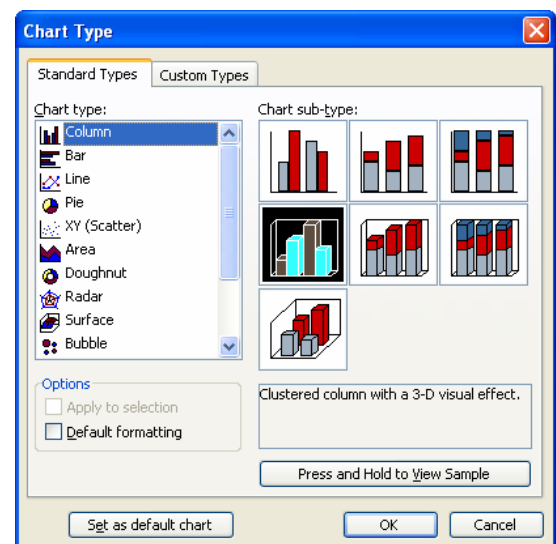 Chart Type
Standard Types
Custom Types
Chart type:
Column
Bar
Line
Pie
XY (Scatter)
Area
Doughnut
Radar
Surface
Bubble
Chart sub-type:
Options
Apply to selection
Default formatting
Clustered column with a 3-D visual effect.
Press and Hold to View Sample
Set as default chart
OK
Cancel